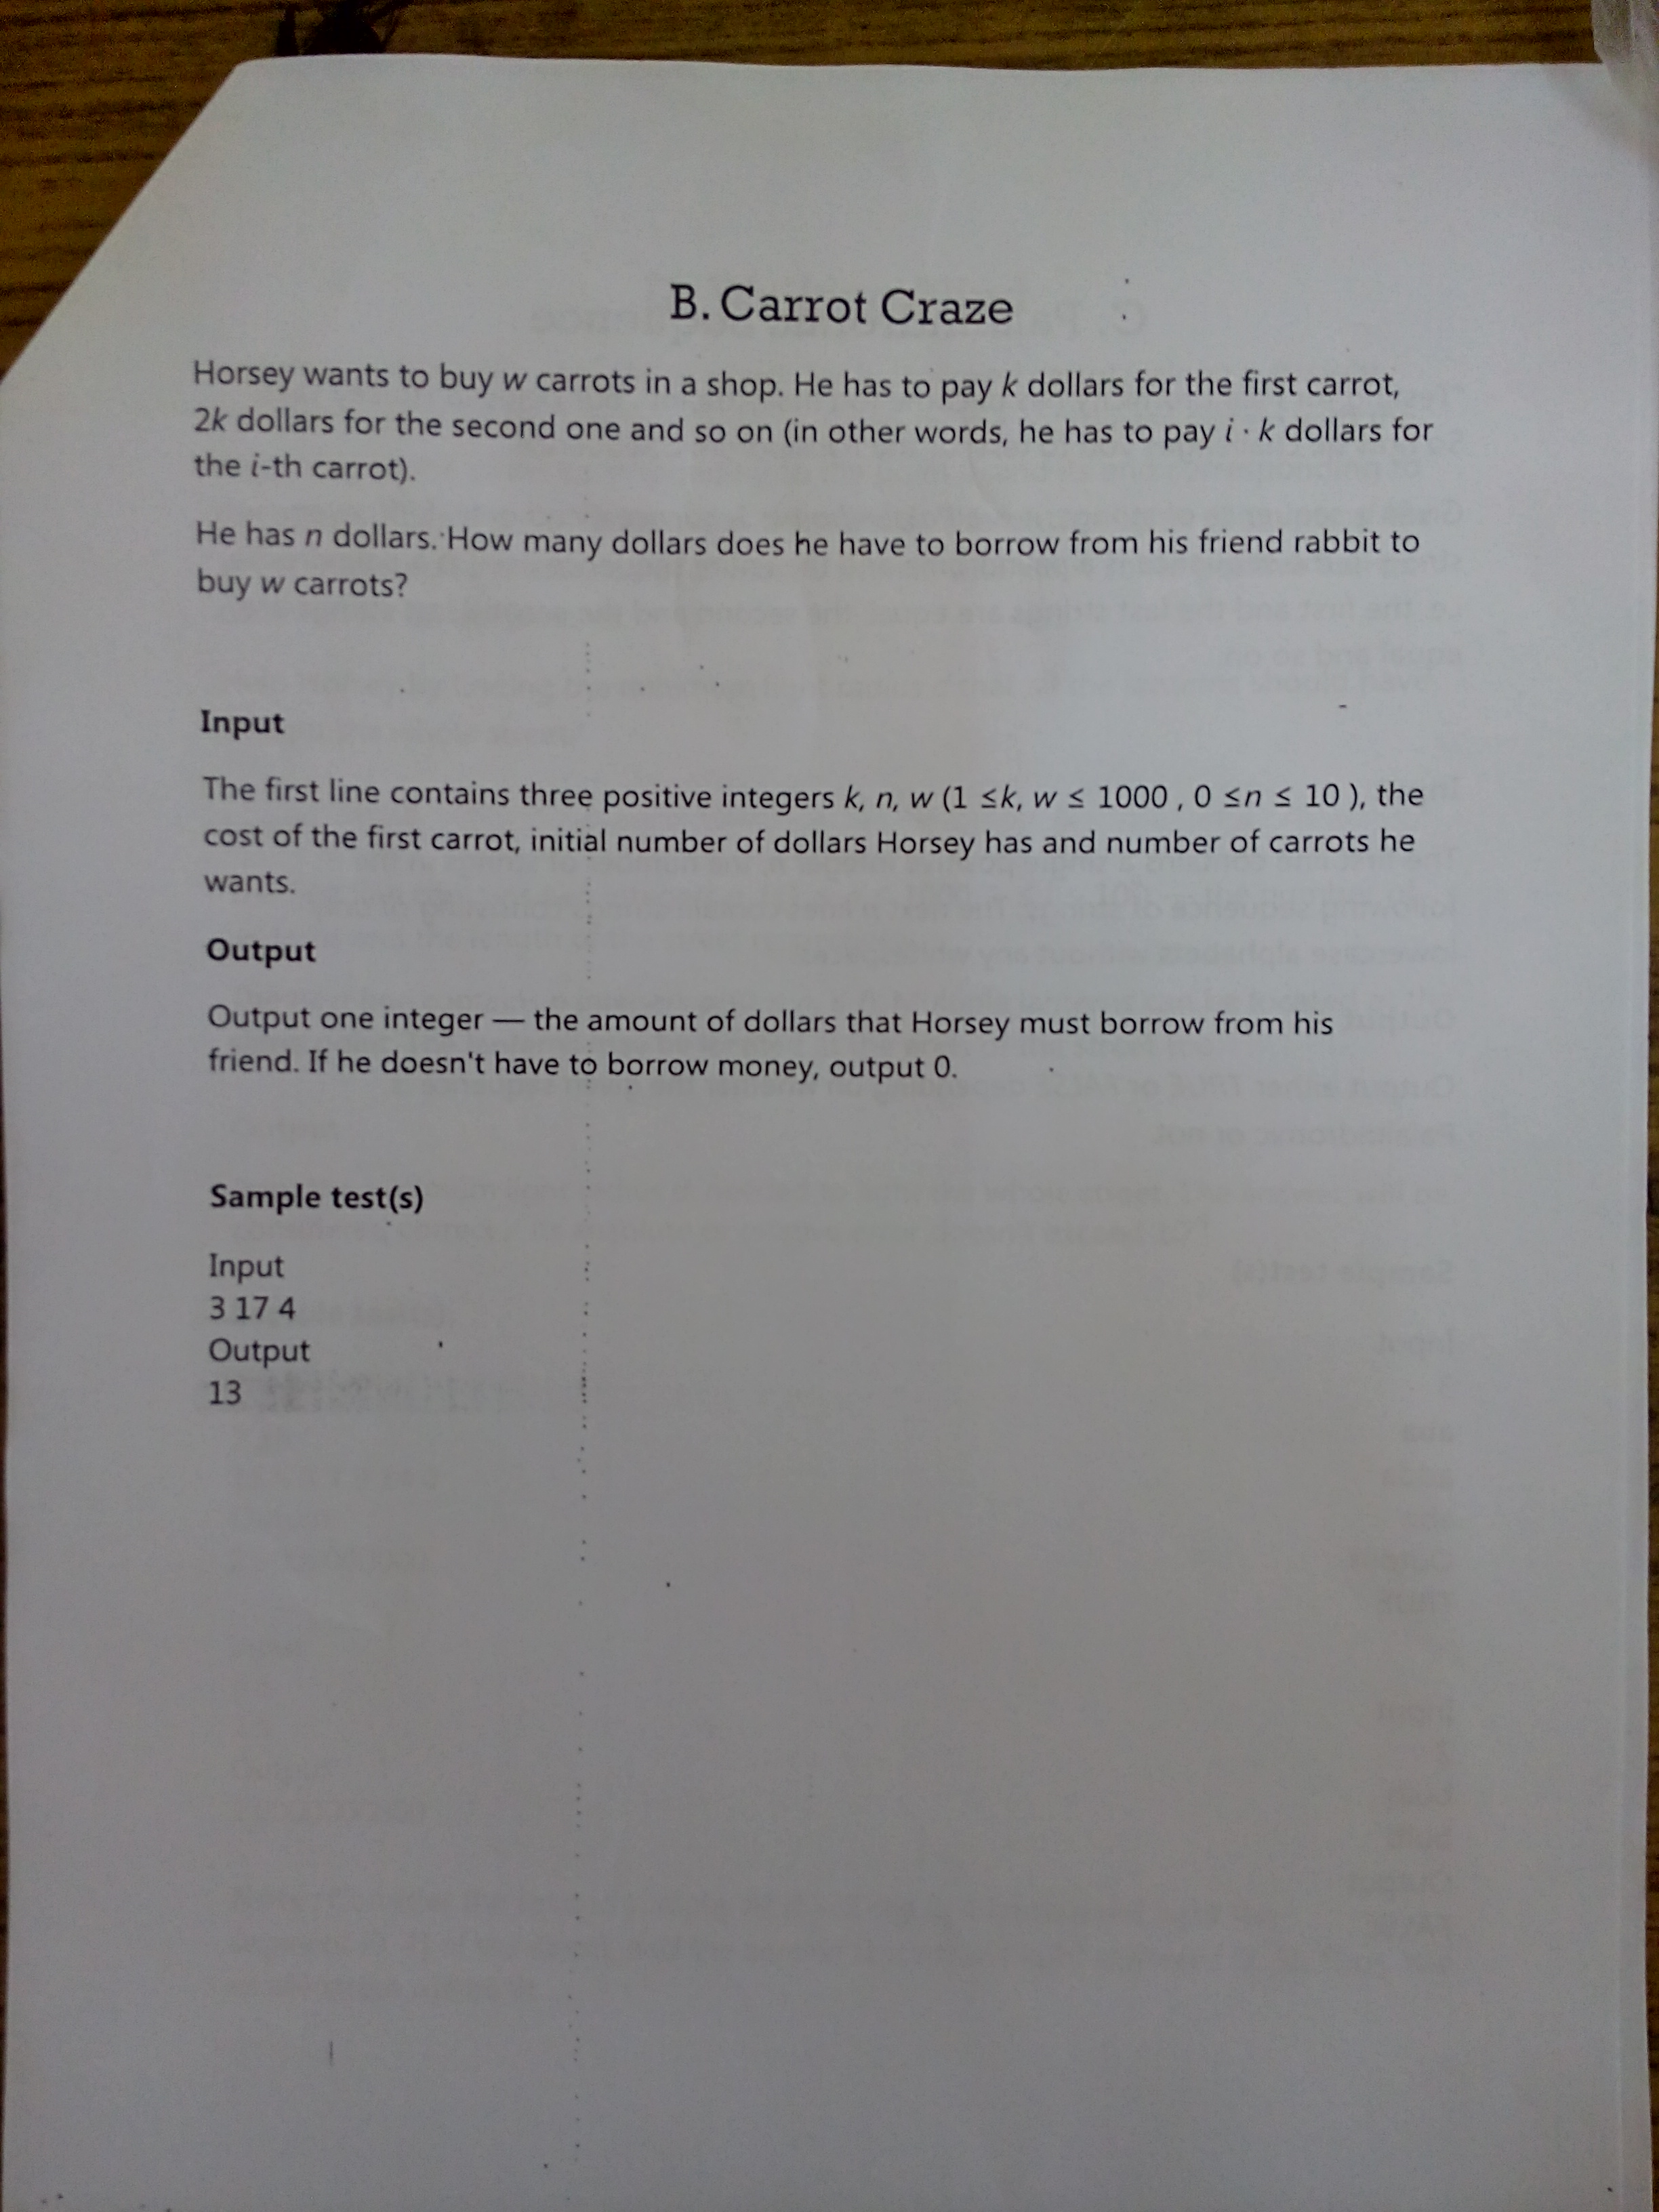 B. Carrot Craze
Horsey wants to buy w carrots in a shop. He has to pay k dollars for the first carrot,
2k dollars for the second one and so on (in other words, he has to pay i · k dollars for
the i-th carrot).
He has n dollars. How many dollars does he have to borrow from his friend rabbit to
buy w carrots?
Input
The first line contains three positive integers k, n, w (1 ≤k, w ≤ 1000 , 0 ≤n ≤ 10 ), the
cost of the first carrot, initial number of dollars Horsey has and number of carrots he
wants.
Output
Output one integer — the amount of dollars that Horsey must borrow from his
friend. If he doesn't have to borrow money, output 0.
Sample test(s)
Input
3 17 4
Output
13